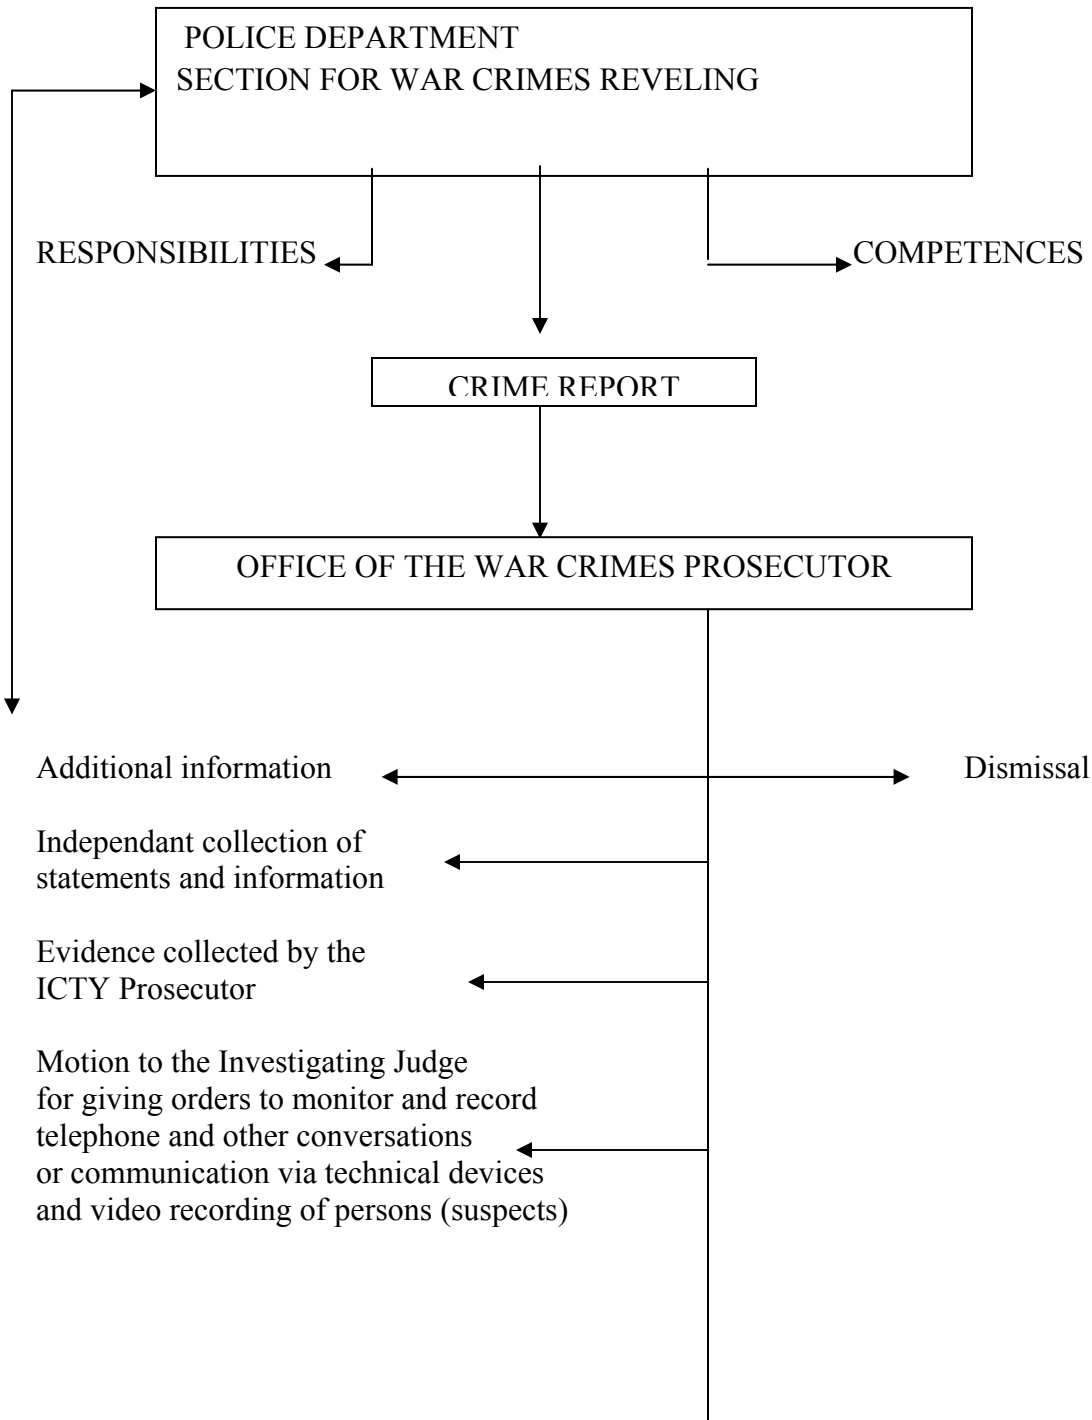 POLICE DEPARTMENT
SECTION FOR WAR CRIMES REVELING
RESPONSIBILITIES
COMPETENCES
CRIME REPORT
OFFICE OF THE WAR CRIMES PROSECUTOR
Additional information
Dismissal
Independant collection of
statements and information
Evidence collected by the
ICTY Prosecutor
Motion to the Investigating Judge
for giving orders to monitor and record
telephone and other conversations
or communication via technical devices
and video recording of persons (suspects)